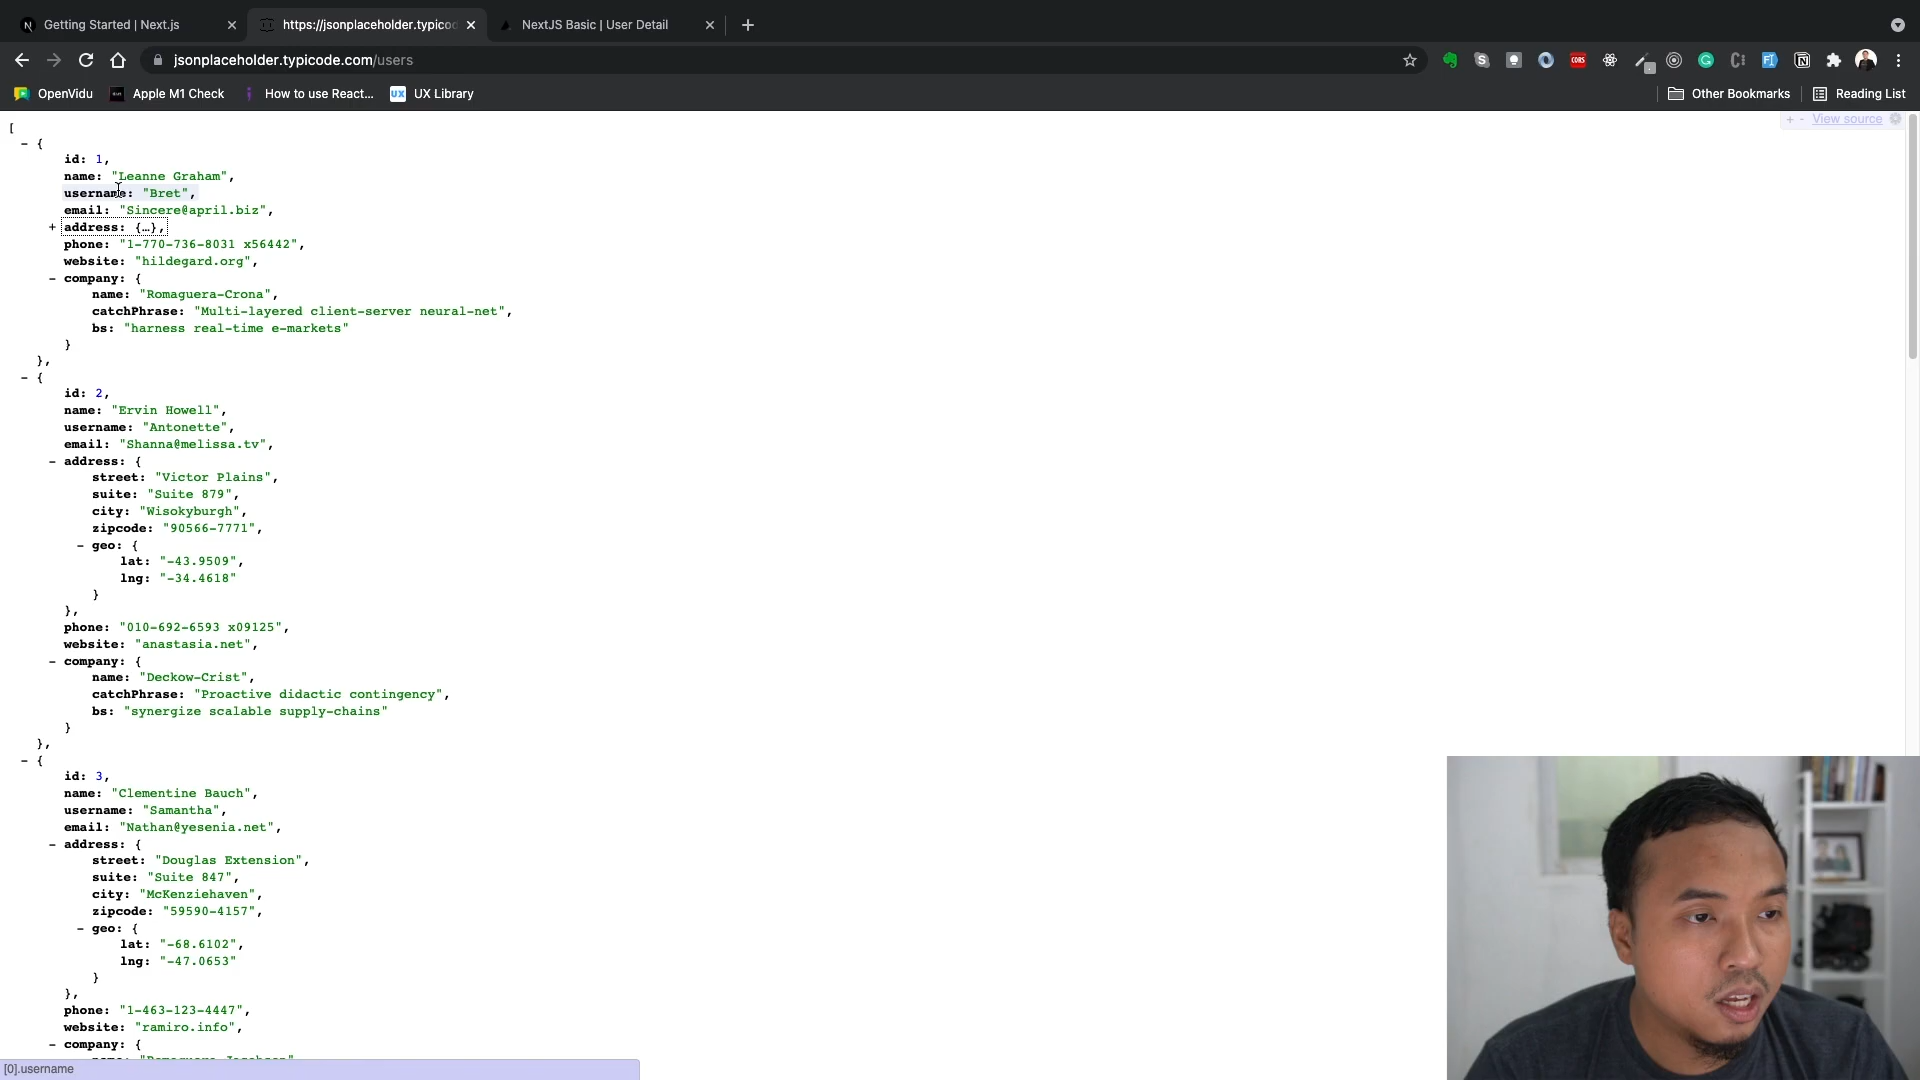 Getting Started | Next.js
https://jsonplaceholder.typico
NextJS Basic | User Detail
jsonplaceholder.typicode.com/users
OpenVidu
Apple M1 Check
How to use React...
UX Library
Other Bookmarks
Reading List
+ - View source
[
- {
id: 1,
name: "Leanne Graham",
username: "Bret",
email: "Sincere@april.biz",
+ address: {…},
phone: "1-770-736-8031 x56442",
website: "hildegard.org",
- company: {
name: "Romaguera-Crona",
catchPhrase: "Multi-layered client-server neural-net",
bs: "harness real-time e-markets"
}
},
- {
id: 2,
name: "Ervin Howell",
username: "Antonette",
email: "Shanna@melissa.tv",
- address: {
street: "Victor Plains",
suite: "Suite 879",
city: "Wisokyburgh",
zipcode: "90566-7771",
- geo: {
lat: "-43.9509",
lng: "-34.4618"
}
},
phone: "010-692-6593 x09125",
website: "anastasia.net",
- company: {
name: "Deckow-Crist",
catchPhrase: "Proactive didactic contingency",
bs: "synergize scalable supply-chains"
}
},
- {
id: 3,
name: "Clementine Bauch",
username: "Samantha",
email: "Nathan@yesenia.net",
- address: {
street: "Douglas Extension",
suite: "Suite 847",
city: "McKenziehaven",
zipcode: "59590-4157",
- geo: {
lat: "-68.6102",
lng: "-47.0653"
}
},
phone: "1-463-123-4447",
website: "ramiro.info",
- company: {
[0].username